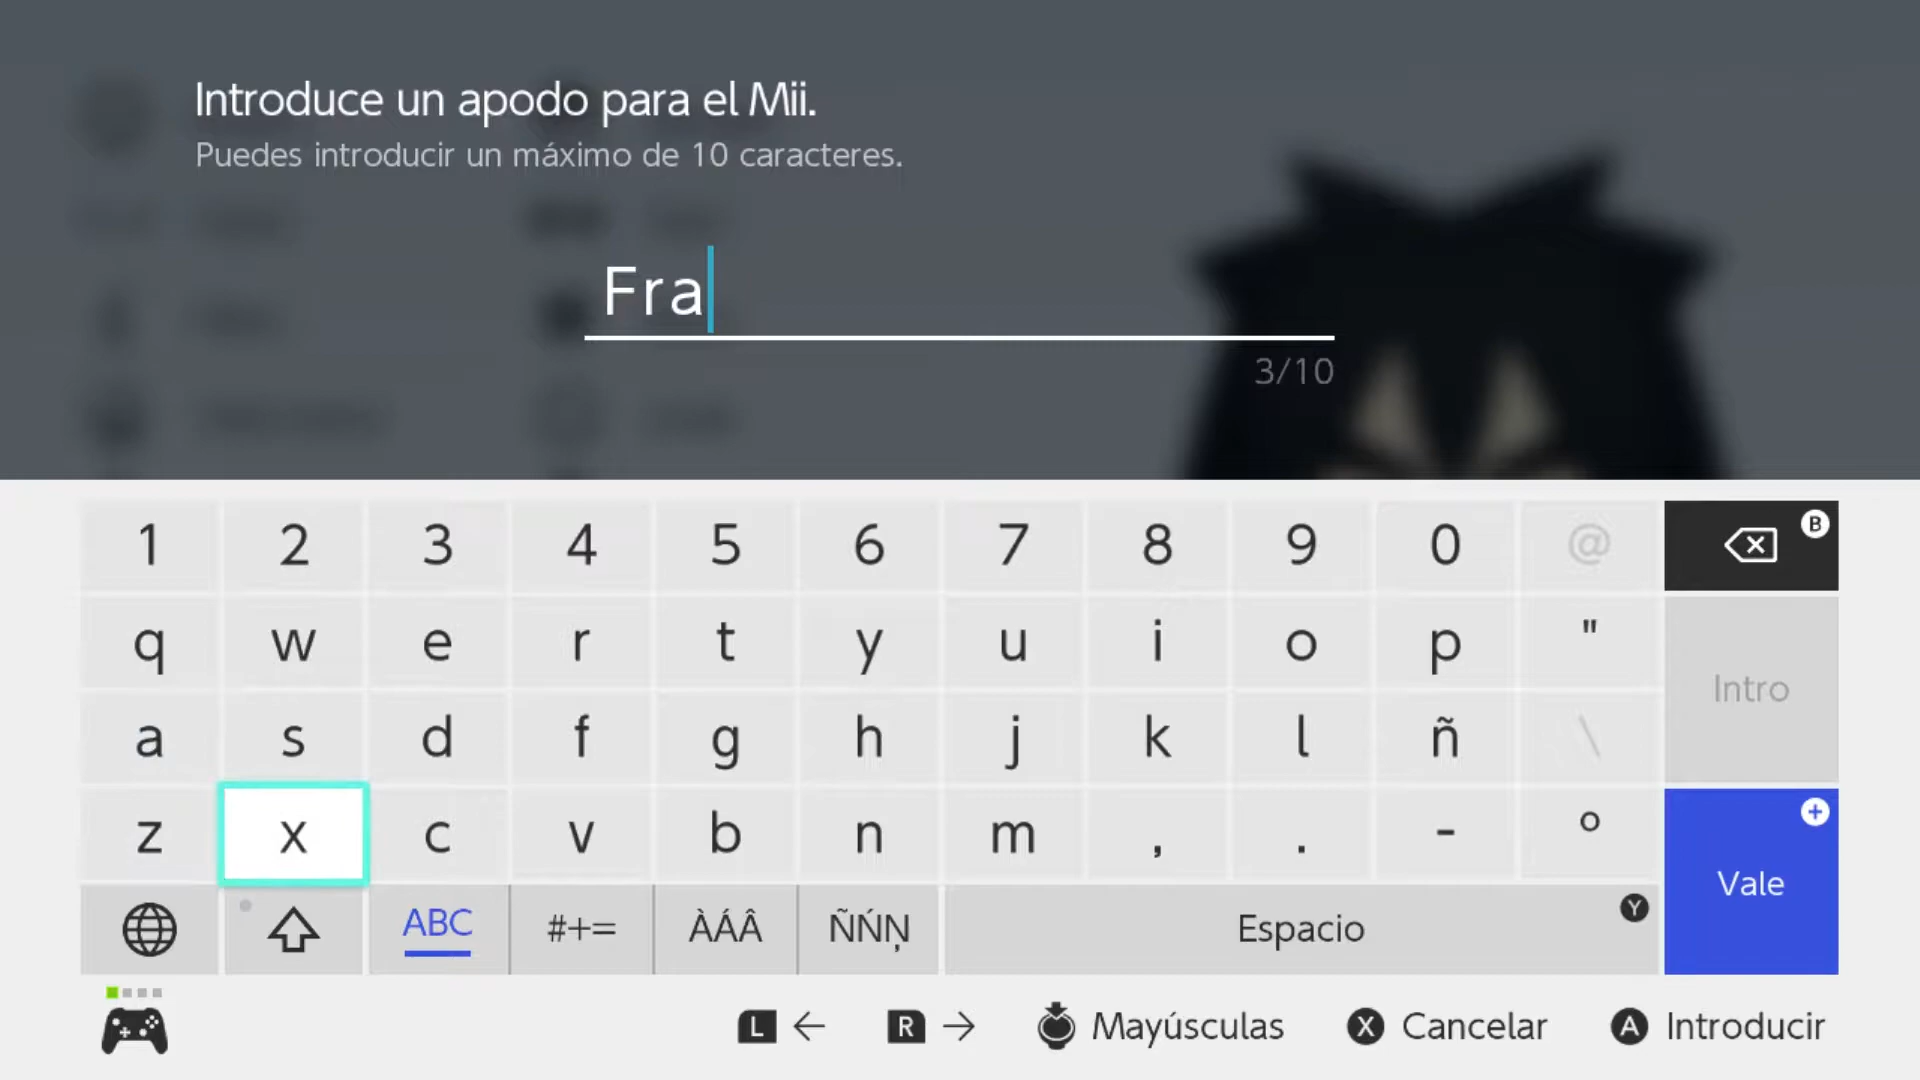 Introduce un apodo para el Mii.
Puedes introducir un máximo de 10 caracteres.
Fra
3/10
1 2 3 4 5 6 7 8 9 0 @ B
q w e r t y u i o p "
Intro
a s d f g h j k l ñ \
z x c v b n m , . - º +
Vale
ABC #+= ÀÁÂ ÑŃŅ Espacio Y
L ← R → Mayúsculas X Cancelar A Introducir